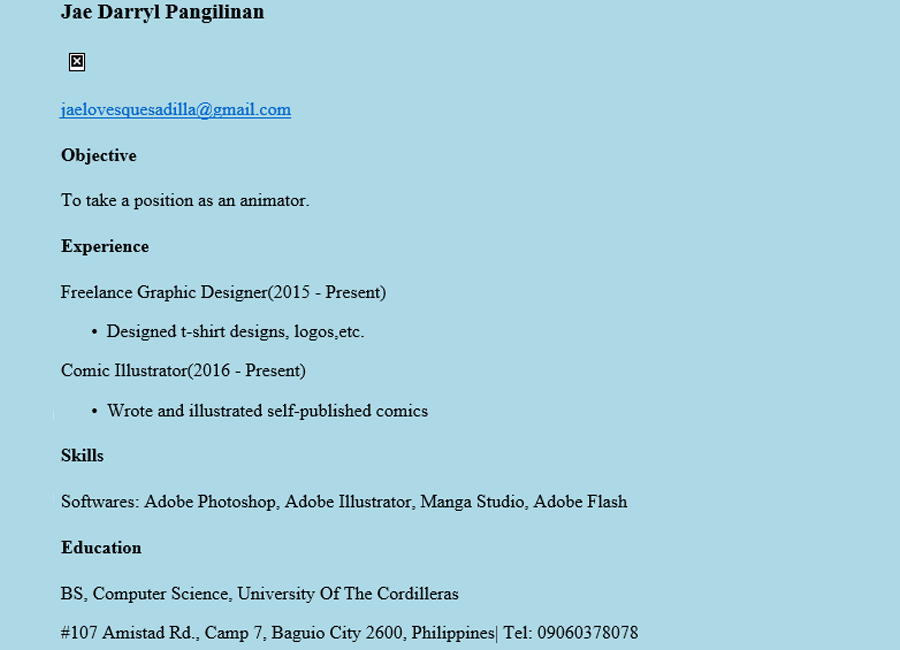 Jae Darryl Pangilinan
jaelovesquesadilla@gmail.com
Objective
To take a position as an animator.
Experience
Freelance Graphic Designer(2015 - Present)
• Designed t-shirt designs, logos,etc.
Comic Illustrator(2016 - Present)
• Wrote and illustrated self-published comics
Skills
Softwares: Adobe Photoshop, Adobe Illustrator, Manga Studio, Adobe Flash
Education
BS, Computer Science, University Of The Cordilleras
#107 Amistad Rd., Camp 7, Baguio City 2600, Philippines| Tel: 09060378078